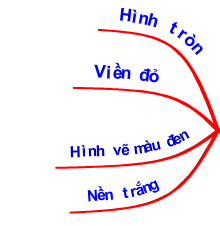 Hình tròn
Viền đỏ
Hình vẽ màu đen
Nền trắng